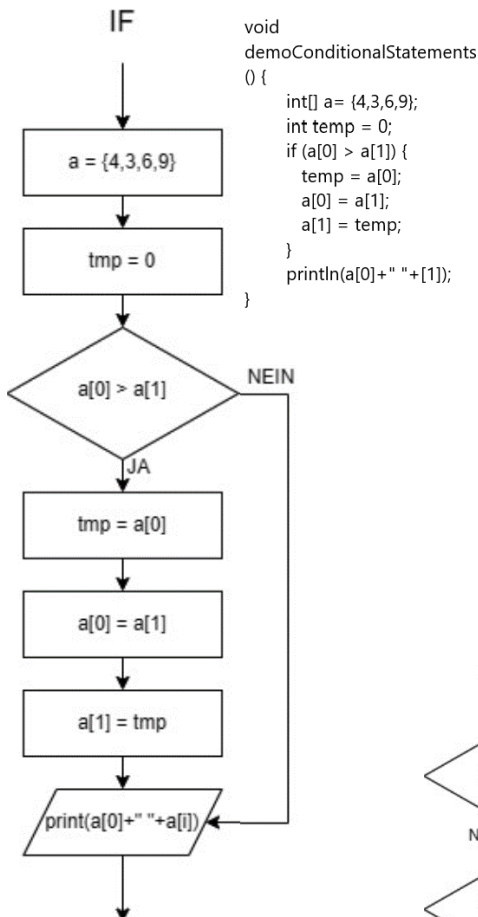 IF
void
demoConditionalStatements
() {
int[] a= {4,3,6,9};
int temp = 0;
if (a[0] > a[1]) {
temp = a[0];
a[0] = a[1];
a[1] = temp;
}
println(a[0]+" "+[1]);
}
a = {4,3,6,9}
tmp = 0
a[0] > a[1]
NEIN
JA
tmp = a[0]
a[0] = a[1]
a[1] = tmp
print(a[0]+" "+a[i])
N